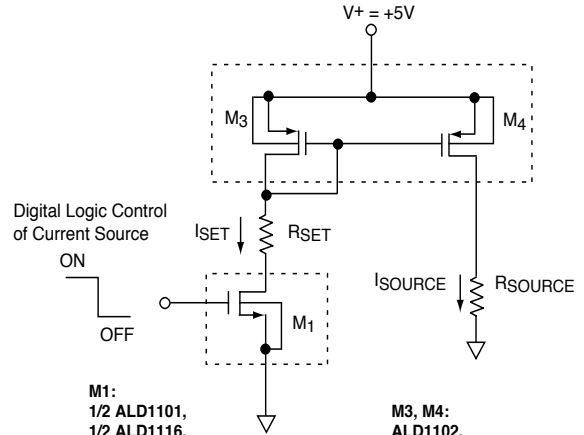 V+ = +5V
M3
M4
Digital Logic Control
of Current Source
ISET
RSET
ON
OFF
ISOURCE
RSOURCE
M1
M1:
1/2 ALD1101,
1/2 ALD1116,
M3, M4:
ALD1102,